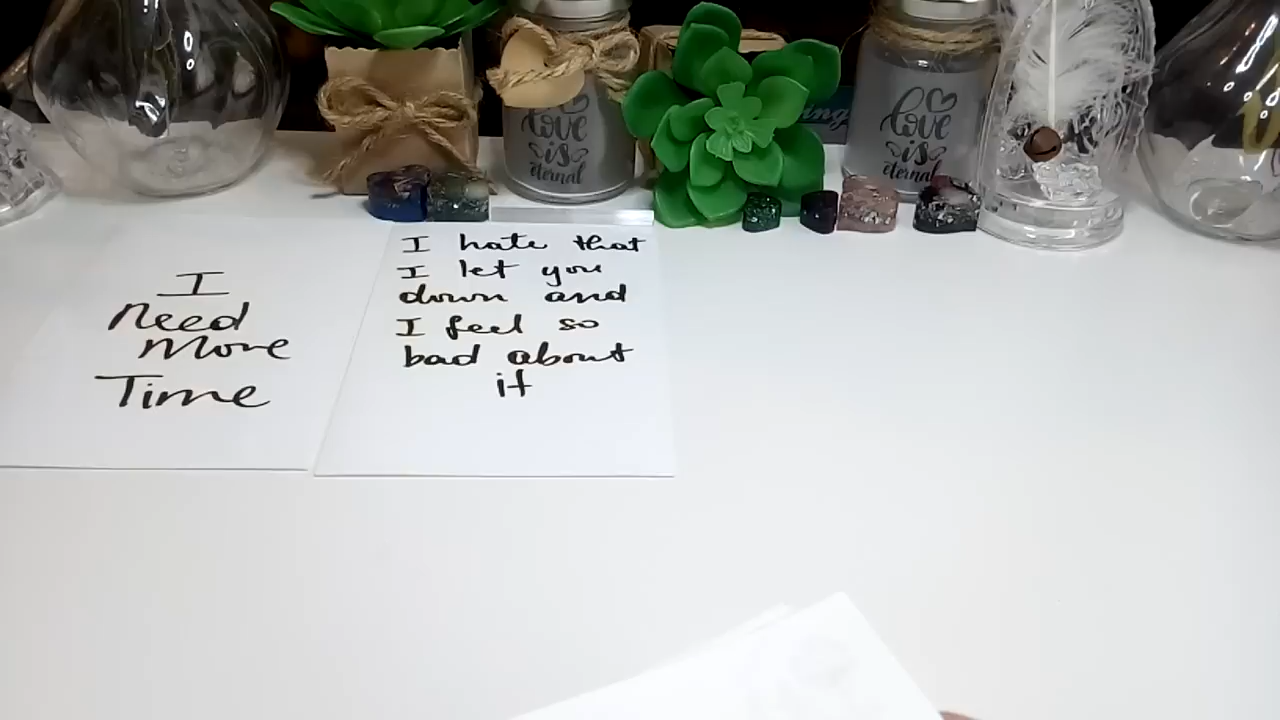 love
is
eternal
love
is
eternal
ing
I
Need
More
Time
I hate that
I let you
down and
I feel so
bad about
it